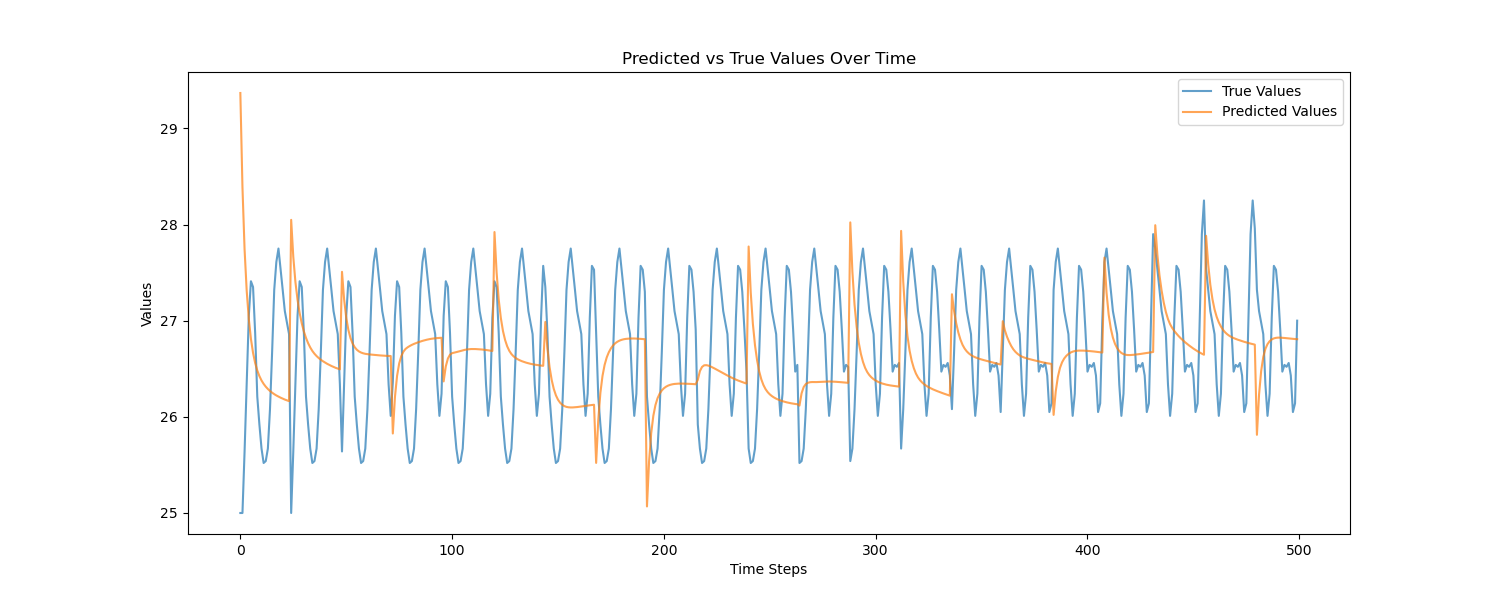 Predicted vs True Values Over Time
True Values
Predicted Values
Values
29
28
27
26
25
0
100
200
300
400
500
Time Steps